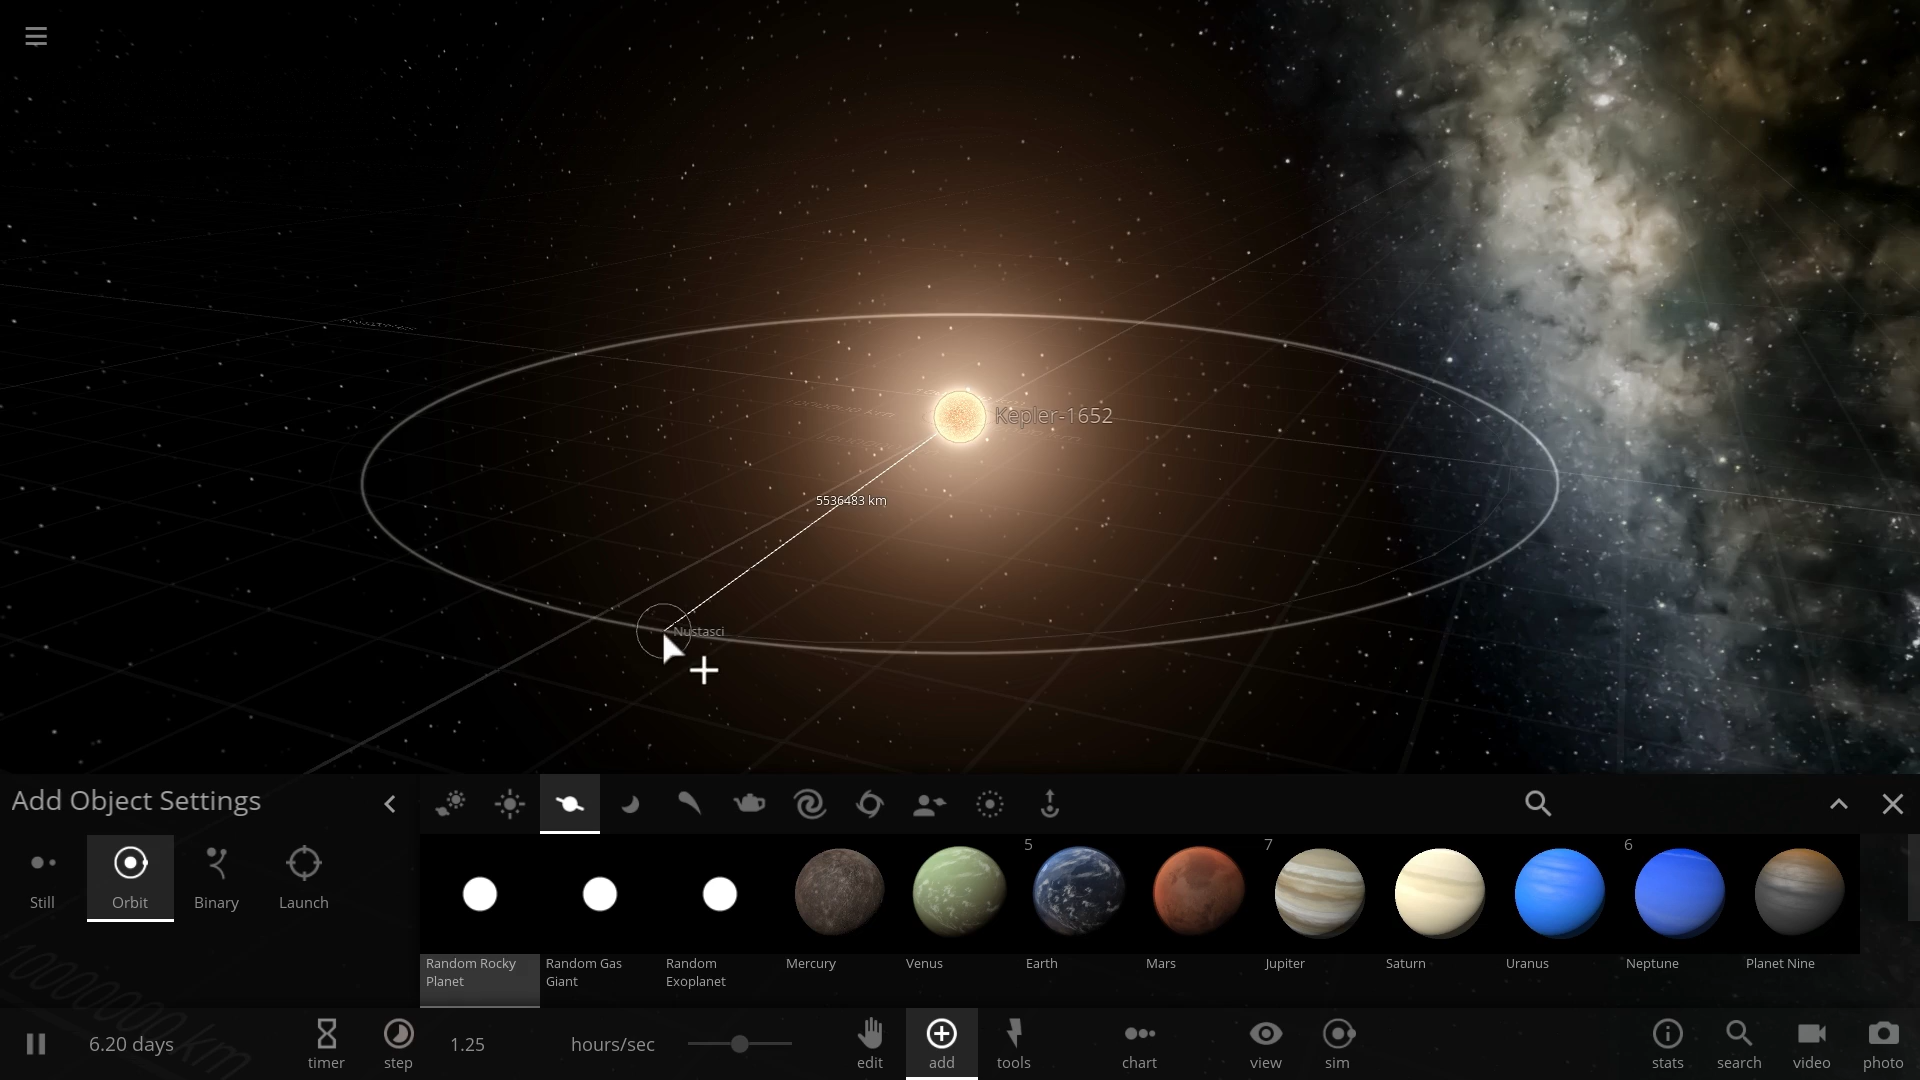 Kepler-1652
5536483 km
Nustasci
Add Object Settings
Still
Orbit
Binary
Launch
5
7
6
Random Rocky
Planet
Random Gas
Giant
Random
Exoplanet
Mercury
Venus
Earth
Mars
Jupiter
Saturn
Uranus
Neptune
Planet Nine
10000000 km
6.20 days
timer
step
1.25
hours/sec
edit
add
tools
chart
view
sim
stats
search
video
photo